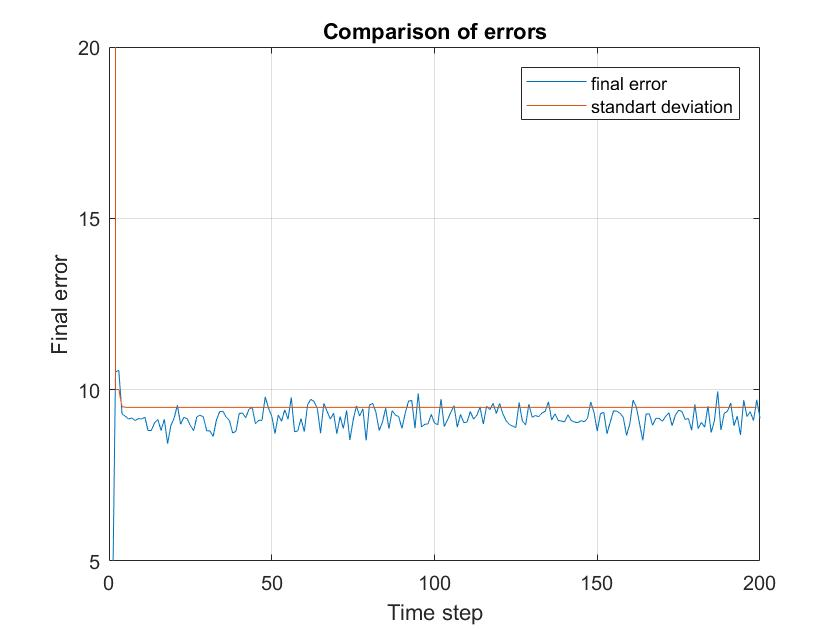 Comparison of errors
20
final error
standart deviation
15
Final error
10
5
0
50
100
150
200
Time step